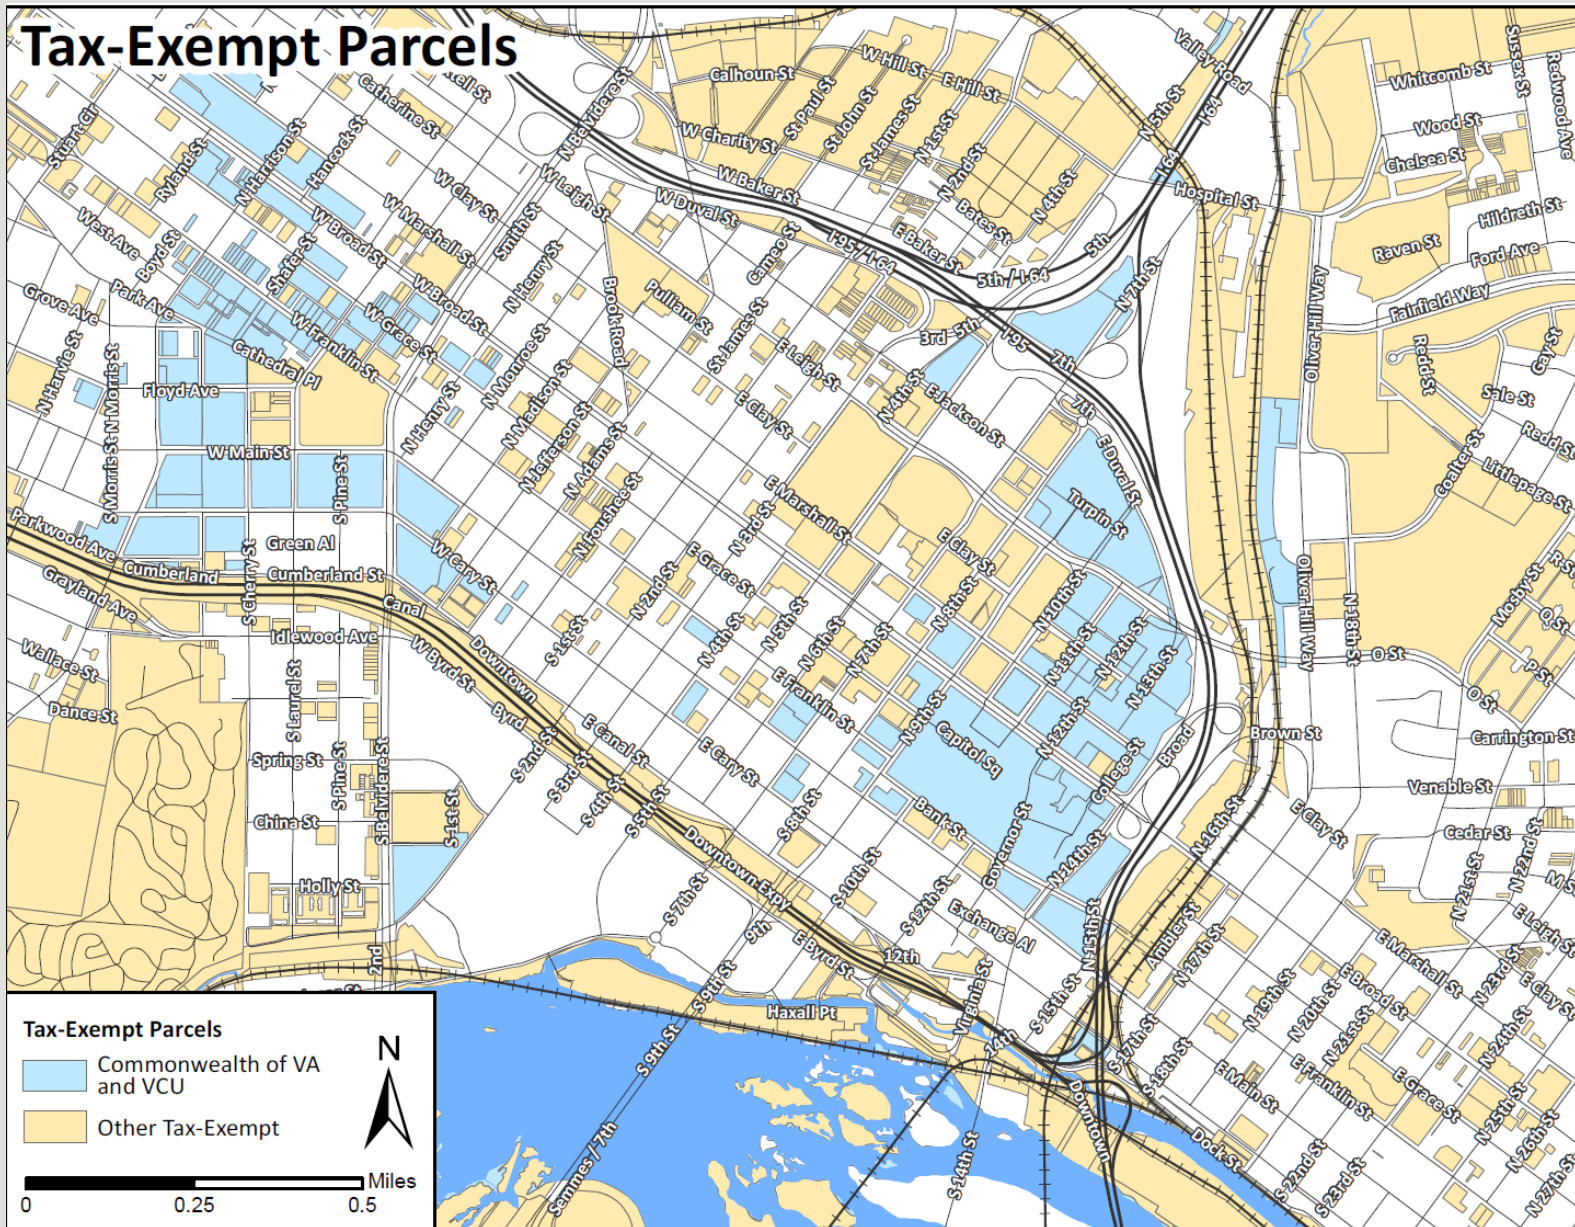 Tax-Exempt Parcels
Calhoun St
W Hill St
E Hill St
Valley Road
Whitcomb St
Sussex St
Redwood Ave
Catherine St
N Belvidere St
St Paul St
St John St
St James St
N 1st St
N 5th St
I-64
Wood St
Stuart Cir
Ryland St
N Harrison St
Hancock St
W Charity St
W Baker St
N 2nd St
N 4th St
I-64
Hospital St
Chelsea St
W Clay St
W Leigh St
W Duval St
Bates St
Hildreth St
West Ave
Boyd St
W Broad St
W Marshall St
Smith St
Cameo St
I-95 / I-64
E Baker St
5th
5th / I-64
Raven St
Ford Ave
Shafer St
N Henry St
Brook Road
Pulliam St
N 7th St
Oliver Hill Way
Fairfield Way
Grove Ave
Park Ave
W Franklin St
W Grace St
W Broad St
St James St
3rd
5th
I-95
7th
Gay St
N Harvie St
N Morris St
Cathedral Pl
N Monroe St
E Leigh St
Redd St
Floyd Ave
N Henry St
N Madison St
E Clay St
N 4th St
E Jackson St
7th
Sale St
W Main St
N Jefferson St
N Adams St
E Duval St
Redd St
Coalter St
Littlepage St
S Morris St
S Pine St
N Foushee St
E Marshall St
Turpin St
Parkwood Ave
Green Al
W Cary St
N 3rd St
E Clay St
Cumberland
Cumberland St
E Grace St
Grayland Ave
S Cherry St
Canal
N 2nd St
N 8th St
N 10th St
Oliver Hill Way
N 18th St
Mosby St
R St
Q St
Idlewood Ave
S 1st St
N 4th St
N 5th St
N 6th St
N 7th St
N 11th St
N 12th St
O St
P St
Wallace St
W Byrd St
Downtown
E Franklin St
N 13th St
O St
Dance St
S Laurel St
Byrd
N 9th St
N 12th St
Capitol Sq
Brown St
Carrington St
Spring St
S Pine St
S Belvidere St
S 2nd St
E Canal St
E Cary St
College St
Broad
Venable St
S 3rd St
S 4th St
S 5th St
China St
S 1st St
Downtown Expy
S 8th St
Bank St
Governor St
N 16th St
E Clay St
Cedar St
N 22nd St
Holly St
S 7th St
S 10th St
S 12th St
N 14th St
N 21st St
M St
2nd
9th
E Byrd St
12th
Exchange Al
N 15th St
Ambler St
N 17th St
E Marshall St
E Leigh St
S 9th St
Haxall Pt
Virginia St
S 15th St
N 19th St
N 20th St
E Broad St
N 23rd St
E Clay St
S 9th St
14th
S 17th St
S 18th St
N 21st St
N 24th St
E Main St
E Franklin St
E Grace St
N 25th St
Semmes / 7th
S 14th St
Downtown
Dock St
S 22nd St
S 23rd St
N 26th St
N 27th St
Tax-Exempt Parcels
Commonwealth of VA
and VCU
Other Tax-Exempt
N
Miles
0
0.25
0.5